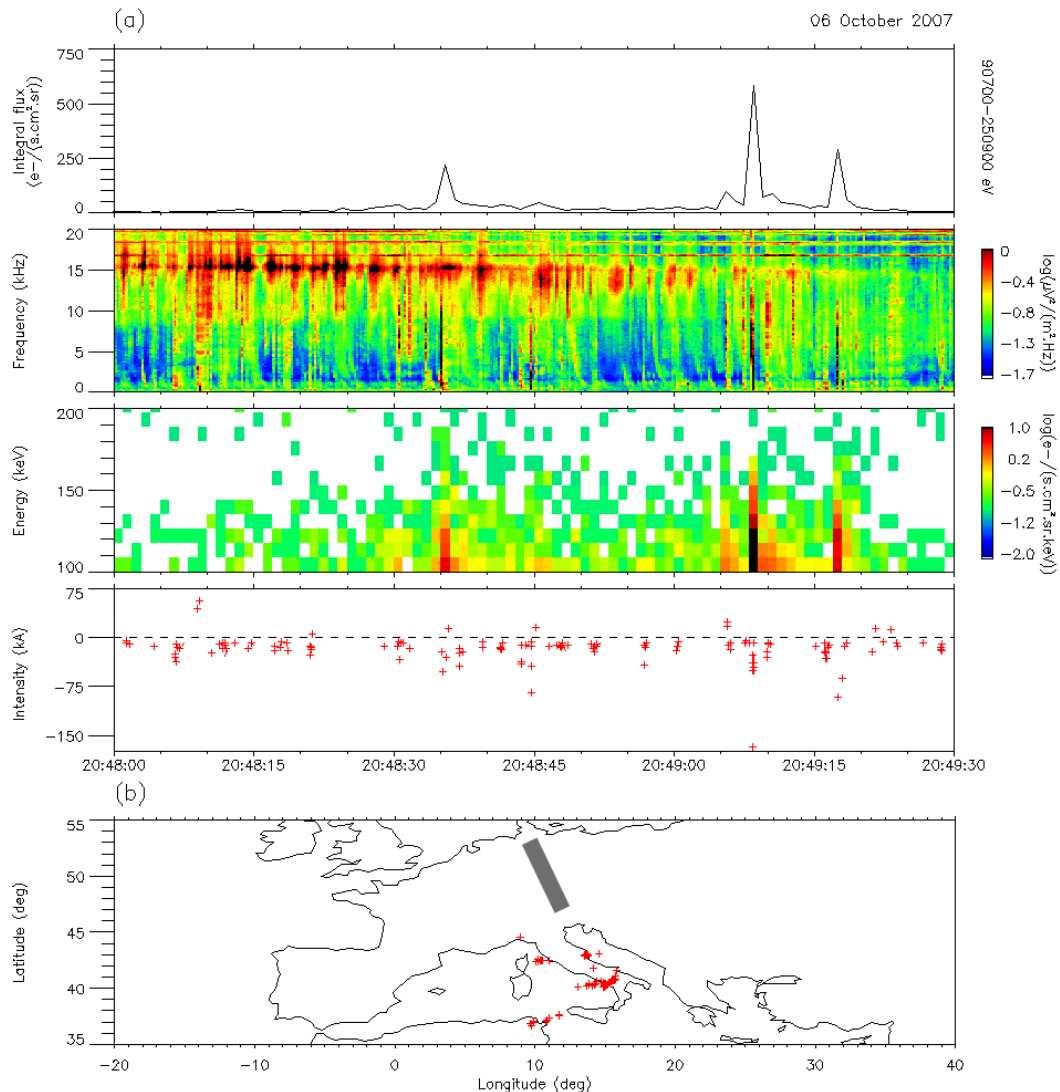 (a) 06 October 2007
750
500
250
0
Integral flux
(e-/(s.cm².sr))
90700-250900 eV
20
15
10
5
0
Frequency (kHz)
0
-0.4
-0.9
-1.3
-1.7
log(μV²/(m².Hz))
200
150
100
Energy (keV)
1.0
0.2
-0.5
-1.2
-2.0
log(e-/(s.cm².sr.keV))
75
0
-75
-150
Intensity (kA)
20:48:00 20:48:15 20:48:30 20:48:45 20:49:00 20:49:15 20:49:30
(b)
55
50
45
40
35
Latitude (deg)
-20 -10 0 10 20 30 40
Longitude (deg)